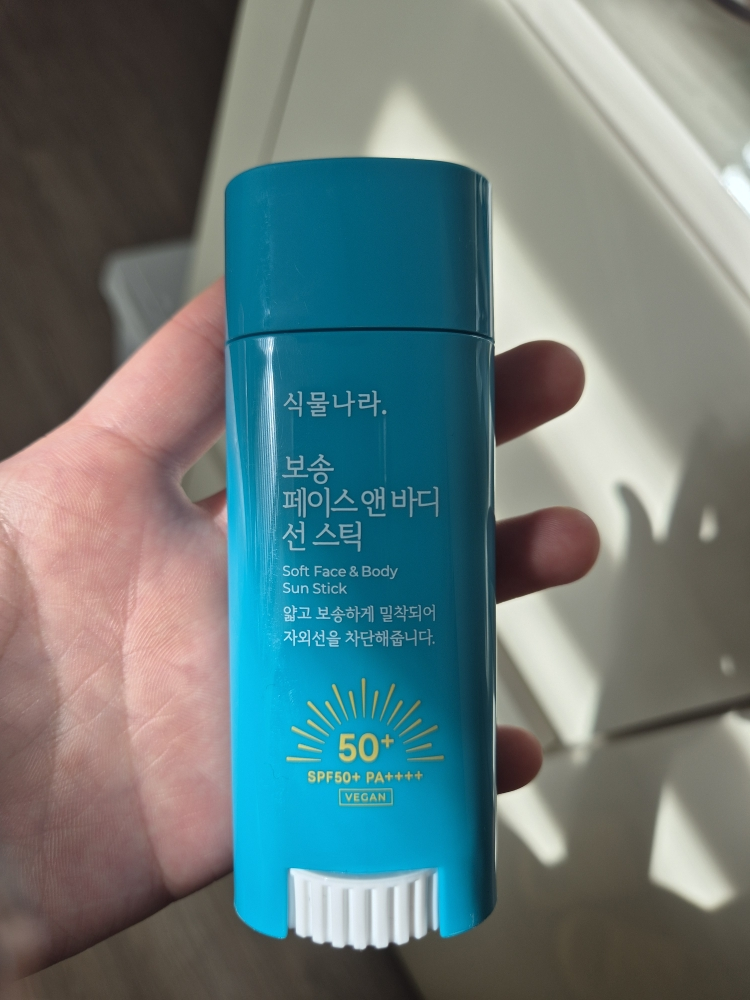 식물나라.
보송
페이스 앤 바디
선 스틱
Soft Face & Body
Sun Stick
얇고 보송하게 밀착되어
자외선을 차단해줍니다.
50+
SPF50+ PA++++
VEGAN